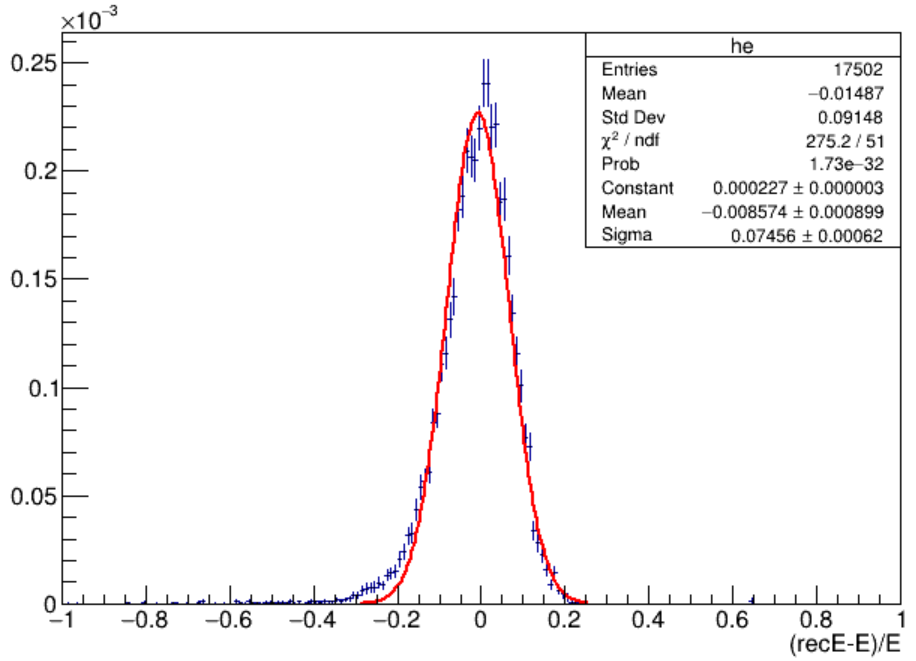 ×10⁻³
he
Entries 17502
Mean −0.01487
Std Dev 0.09148
χ² / ndf 275.2 / 51
Prob 1.73e−32
Constant 0.000227 ± 0.000003
Mean −0.008574 ± 0.000899
Sigma 0.07456 ± 0.00062
0.25
0.2
0.15
0.1
0.05
0
−1 −0.8 −0.6 −0.4 −0.2 0 0.2 0.4 0.6 0.8 1
(recE-E)/E